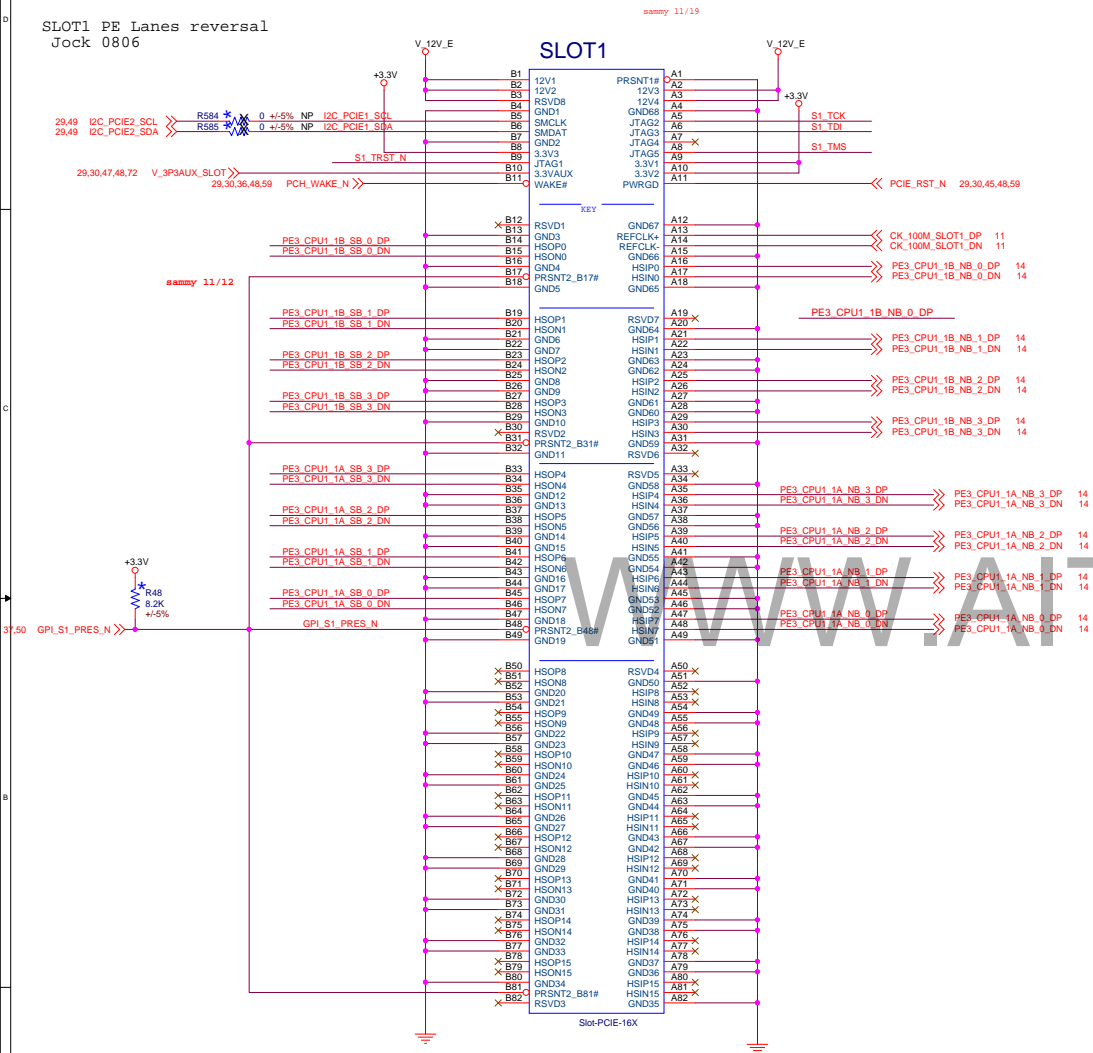 sammy 11/19
SLOT1 PE Lanes reversal
Jock 0806
V_12V_E SLOT1 V_12V_E
+3.3V +3.3V
B1 12V1 PRSNT1# A1
B2 12V2 12V3 A2
B3 RSVD8 12V4 A3
B4 GND1 GND68 A4
29,49 I2C_PCIE2_SCL R584 * 0 +/-5% NP I2C_PCIE1_SCL B5 SMCLK JTAG2 A5 S1_TCK
29,49 I2C_PCIE2_SDA R585 * 0 +/-5% NP I2C_PCIE1_SDA B6 SMDAT JTAG3 A6 S1_TDI
B7 GND2 JTAG4 A7
B8 3.3V3 JTAG5 A8 S1_TMS
S1_TRST_N B9 JTAG1 3.3V1 A9
29,30,47,48,72 V_3P3AUX_SLOT B10 3.3VAUX 3.3V2 A10
29,30,36,48,59 PCH_WAKE_N B11 WAKE# PWRGD A11 PCIE_RST_N 29,30,45,48,59
KEY
B12 RSVD1 GND67 A12
B13 GND3 REFCLK+ A13 CK_100M_SLOT1_DP 11
PE3_CPU1_1B_SB_0_DP B14 HSOP0 REFCLK- A14 CK_100M_SLOT1_DN 11
PE3_CPU1_1B_SB_0_DN B15 HSON0 GND66 A15
B16 GND4 HSIP0 A16 PE3_CPU1_1B_NB_0_DP 14
sammy 11/12 B17 PRSNT2_B17# HSIN0 A17 PE3_CPU1_1B_NB_0_DN 14
B18 GND5 GND65 A18
PE3_CPU1_1B_SB_1_DP B19 HSOP1 RSVD7 A19 PE3_CPU1_1B_NB_0_DP
PE3_CPU1_1B_SB_1_DN B20 HSON1 GND64 A20
B21 GND6 HSIP1 A21 PE3_CPU1_1B_NB_1_DP 14
B22 GND7 HSIN1 A22 PE3_CPU1_1B_NB_1_DN 14
PE3_CPU1_1B_SB_2_DP B23 HSOP2 GND63 A23
PE3_CPU1_1B_SB_2_DN B24 HSON2 GND62 A24
B25 GND8 HSIP2 A25 PE3_CPU1_1B_NB_2_DP 14
B26 GND9 HSIN2 A26 PE3_CPU1_1B_NB_2_DN 14
PE3_CPU1_1B_SB_3_DP B27 HSOP3 GND61 A27
PE3_CPU1_1B_SB_3_DN B28 HSON3 GND60 A28
B29 GND10 HSIP3 A29 PE3_CPU1_1B_NB_3_DP 14
B30 RSVD2 HSIN3 A30 PE3_CPU1_1B_NB_3_DN 14
B31 PRSNT2_B31# GND59 A31
B32 GND11 RSVD6 A32
PE3_CPU1_1A_SB_3_DP B33 HSOP4 RSVD5 A33
PE3_CPU1_1A_SB_3_DN B34 HSON4 GND58 A34
B35 GND12 HSIP4 A35 PE3_CPU1_1A_NB_3_DP PE3_CPU1_1A_NB_3_DP 14
B36 GND13 HSIN4 A36 PE3_CPU1_1A_NB_3_DN PE3_CPU1_1A_NB_3_DN 14
PE3_CPU1_1A_SB_2_DP B37 HSOP5 GND57 A37
PE3_CPU1_1A_SB_2_DN B38 HSON5 GND56 A38
B39 GND14 HSIP5 A39 PE3_CPU1_1A_NB_2_DP PE3_CPU1_1A_NB_2_DP 14
B40 GND15 HSIN5 A40 PE3_CPU1_1A_NB_2_DN PE3_CPU1_1A_NB_2_DN 14
PE3_CPU1_1A_SB_1_DP B41 HSOP6 GND55 A41
PE3_CPU1_1A_SB_1_DN B42 HSON6 GND54 A42
B43 GND16 HSIP6 A43 PE3_CPU1_1A_NB_1_DP PE3_CPU1_1A_NB_1_DP 14
B44 GND17 HSIN6 A44 PE3_CPU1_1A_NB_1_DN PE3_CPU1_1A_NB_1_DN 14
PE3_CPU1_1A_SB_0_DP B45 HSOP7 GND53 A45
PE3_CPU1_1A_SB_0_DN B46 HSON7 GND52 A46
B47 GND18 HSIP7 A47 PE3_CPU1_1A_NB_0_DP PE3_CPU1_1A_NB_0_DP 14
+3.3V
* R48
8.2K
+/-5%
37,50 GPI_S1_PRES_N GPI_S1_PRES_N B48 PRSNT2_B48# HSIN7 A48 PE3_CPU1_1A_NB_0_DN PE3_CPU1_1A_NB_0_DN 14
B49 GND19 GND51 A49
WWW.AIT
B50 HSOP8 RSVD4 A50
B51 HSON8 GND50 A51
B52 GND20 HSIP8 A52
B53 GND21 HSIN8 A53
B54 HSOP9 GND49 A54
B55 HSON9 GND48 A55
B56 GND22 HSIP9 A56
B57 GND23 HSIN9 A57
B58 HSOP10 GND47 A58
B59 HSON10 GND46 A59
B60 GND24 HSIP10 A60
B61 GND25 HSIN10 A61
B62 HSOP11 GND45 A62
B63 HSON11 GND44 A63
B64 GND26 HSIP11 A64
B65 GND27 HSIN11 A65
B66 HSOP12 GND43 A66
B67 HSON12 GND42 A67
B68 GND28 HSIP12 A68
B69 GND29 HSIN12 A69
B70 HSOP13 GND41 A70
B71 HSON13 GND40 A71
B72 GND30 HSIP13 A72
B73 GND31 HSIN13 A73
B74 HSOP14 GND39 A74
B75 HSON14 GND38 A75
B76 GND32 HSIP14 A76
B77 GND33 HSIN14 A77
B78 HSOP15 GND37 A78
B79 HSON15 GND36 A79
B80 GND34 HSIP15 A80
B81 PRSNT2_B81# HSIN15 A81
B82 RSVD3 GND35 A82
Slot-PCIE-16X
D
C
B